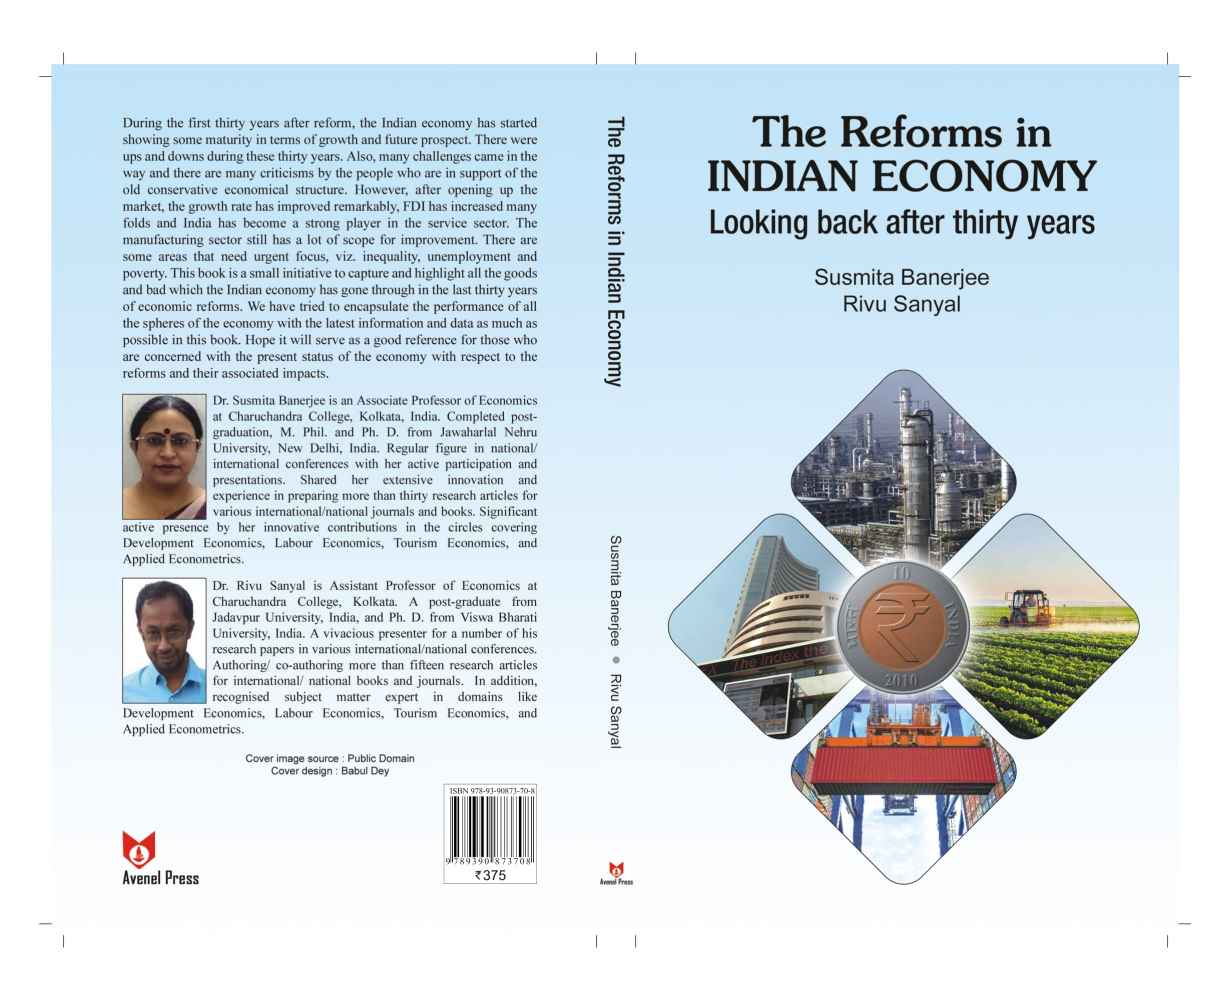 During the first thirty years after reform, the Indian economy has started
showing some maturity in terms of growth and future prospect. There were
ups and downs during these thirty years. Also, many challenges came in the
way and there are many criticisms by the people who are in support of the
old conservative economical structure. However, after opening up the
market, the growth rate has improved remarkably, FDI has increased many
folds and India has become a strong player in the service sector. The
manufacturing sector still has a lot of scope for improvement. There are
some areas that need urgent focus, viz. inequality, unemployment and
poverty. This book is a small initiative to capture and highlight all the goods
and bad which the Indian economy has gone through in the last thirty years
of economic reforms. We have tried to encapsulate the performance of all
the spheres of the economy with the latest information and data as much as
possible in this book. Hope it will serve as a good reference for those who
are concerned with the present status of the economy with respect to the
reforms and their associated impacts.
Dr. Susmita Banerjee is an Associate Professor of Economics
at Charuchandra College, Kolkata, India. Completed post-
graduation, M. Phil. and Ph. D. from Jawaharlal Nehru
University, New Delhi, India. Regular figure in national/
international conferences with her active participation and
presentations. Shared her extensive innovation and
experience in preparing more than thirty research articles for
various international/national journals and books. Significant
active presence by her innovative contributions in the circles covering
Development Economics, Labour Economics, Tourism Economics, and
Applied Econometrics.
Dr. Rivu Sanyal is Assistant Professor of Economics at
Charuchandra College, Kolkata. A post-graduate from
Jadavpur University, India, and Ph. D. from Viswa Bharati
University, India. A vivacious presenter for a number of his
research papers in various international/national conferences.
Authoring/ co-authoring more than fifteen research articles
for international/ national books and journals. In addition,
recognised subject matter expert in domains like
Development Economics, Labour Economics, Tourism Economics, and
Applied Econometrics.
Cover image source : Public Domain
Cover design : Babul Dey
Avenel Press
ISBN 978-93-90873-70-8
9 789390 873708
₹375
The Reforms in Indian Economy
Susmita Banerjee • Rivu Sanyal
Avenel Press
The Reforms in
INDIAN ECONOMY
Looking back after thirty years
Susmita Banerjee
Rivu Sanyal
10
INDIA
2010
The Index the